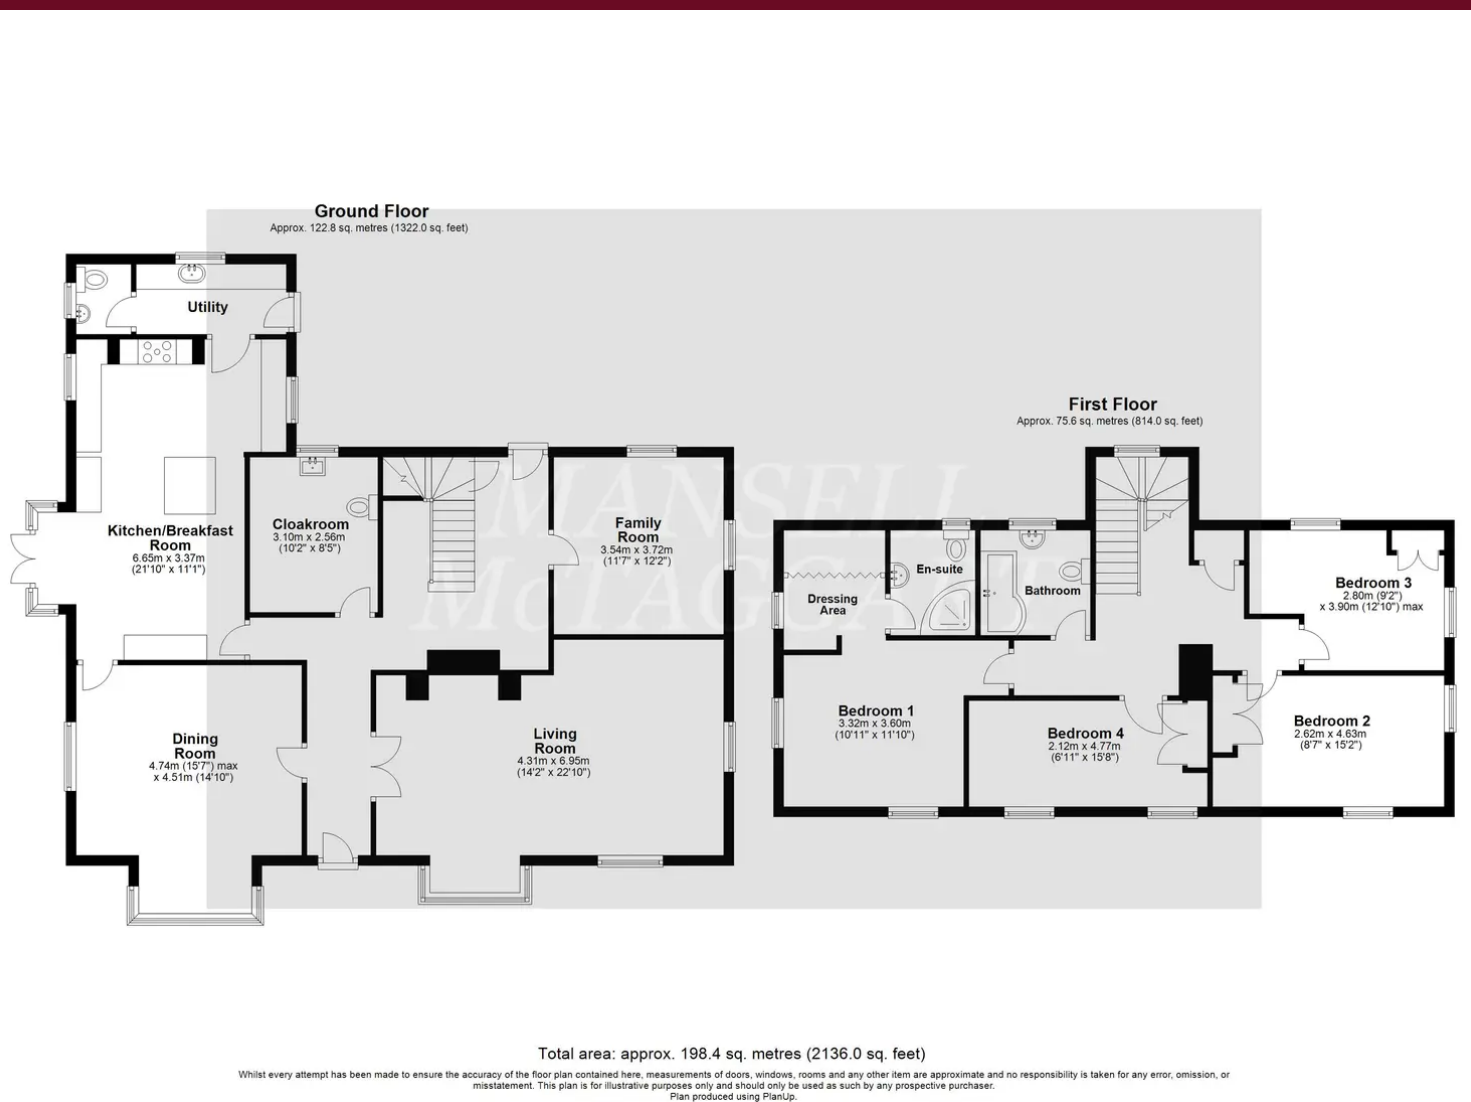 Ground Floor
Approx. 122.8 sq. metres (1322.0 sq. feet)
Utility
Kitchen/Breakfast
Room
6.65m x 3.37m
(21'10" x 11'1")
Cloakroom
3.10m x 2.56m
(10'2" x 8'5")
Family
Room
3.54m x 3.72m
(11'7" x 12'2")
Dining
Room
4.74m (15'7") max
x 4.51m (14'10")
Living
Room
4.31m x 6.95m
(14'2" x 22'10")
MANSELL
McTAGGART
First Floor
Approx. 75.6 sq. metres (814.0 sq. feet)
Dressing
Area
En-suite
Bathroom
Bedroom 3
2.80m (9'2")
x 3.90m (12'10") max
Bedroom 1
3.32m x 3.60m
(10'11" x 11'10")
Bedroom 4
2.12m x 4.77m
(6'11" x 15'8")
Bedroom 2
2.62m x 4.63m
(8'7" x 15'2")
Total area: approx. 198.4 sq. metres (2136.0 sq. feet)
Whilst every attempt has been made to ensure the accuracy of the floor plan contained here, measurements of doors, windows, rooms and any other item are approximate and no responsibility is taken for any error, omission, or
misstatement. This plan is for illustrative purposes only and should only be used as such by any prospective purchaser.
Plan produced using PlanUp.